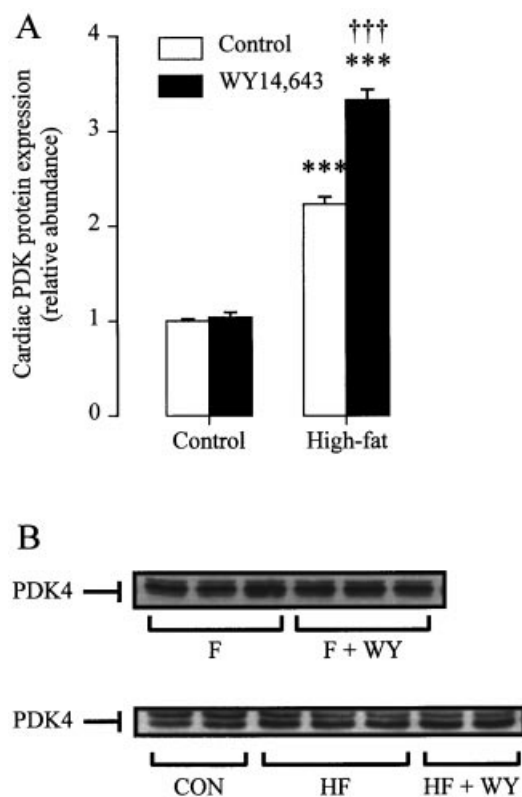 A
Cardiac PDK protein expression
(relative abundance)
4
3
2
1
0
Control
WY14,643
†††
***
***
Control
High-fat
B
PDK4
F
F + WY
PDK4
CON
HF
HF + WY